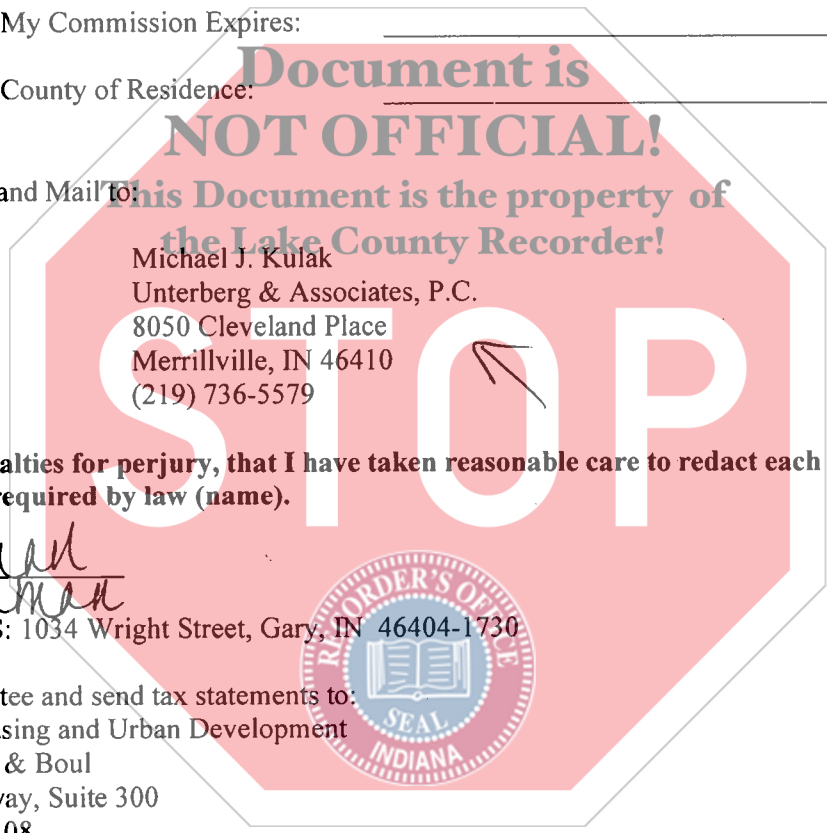 My Commission Expires:
Document is
County of Residence:
NOT OFFICIAL!
and Mail to:
This Document is the property of
the Lake County Recorder!
Michael J. Kulak
Unterberg & Associates, P.C.
8050 Cleveland Place
Merrillville, IN 46410
(219) 736-5579
STOP
alties for perjury, that I have taken reasonable care to redact each
required by law (name).
: 1034 Wright Street, Gary, IN 46404-1730
RECORDER'S OFFICE
SEAL
INDIANA
tee and send tax statements to:
sing and Urban Development
& Boul
way, Suite 300
08